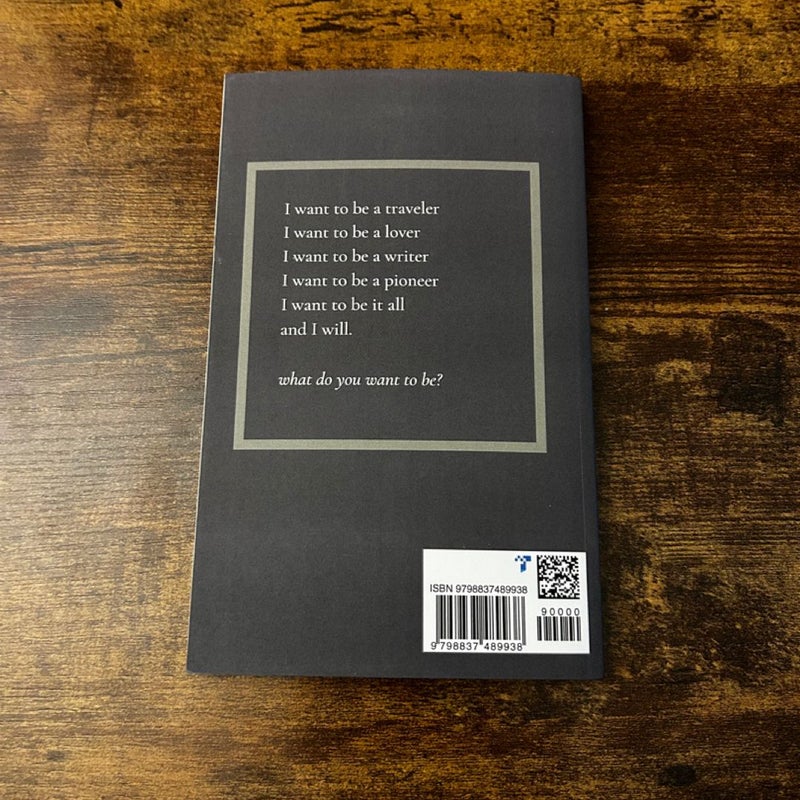 I want to be a traveler
I want to be a lover
I want to be a writer
I want to be a pioneer
I want to be it all
and I will.
what do you want to be?
ISBN 9798837489938
90000
9 798837 489938